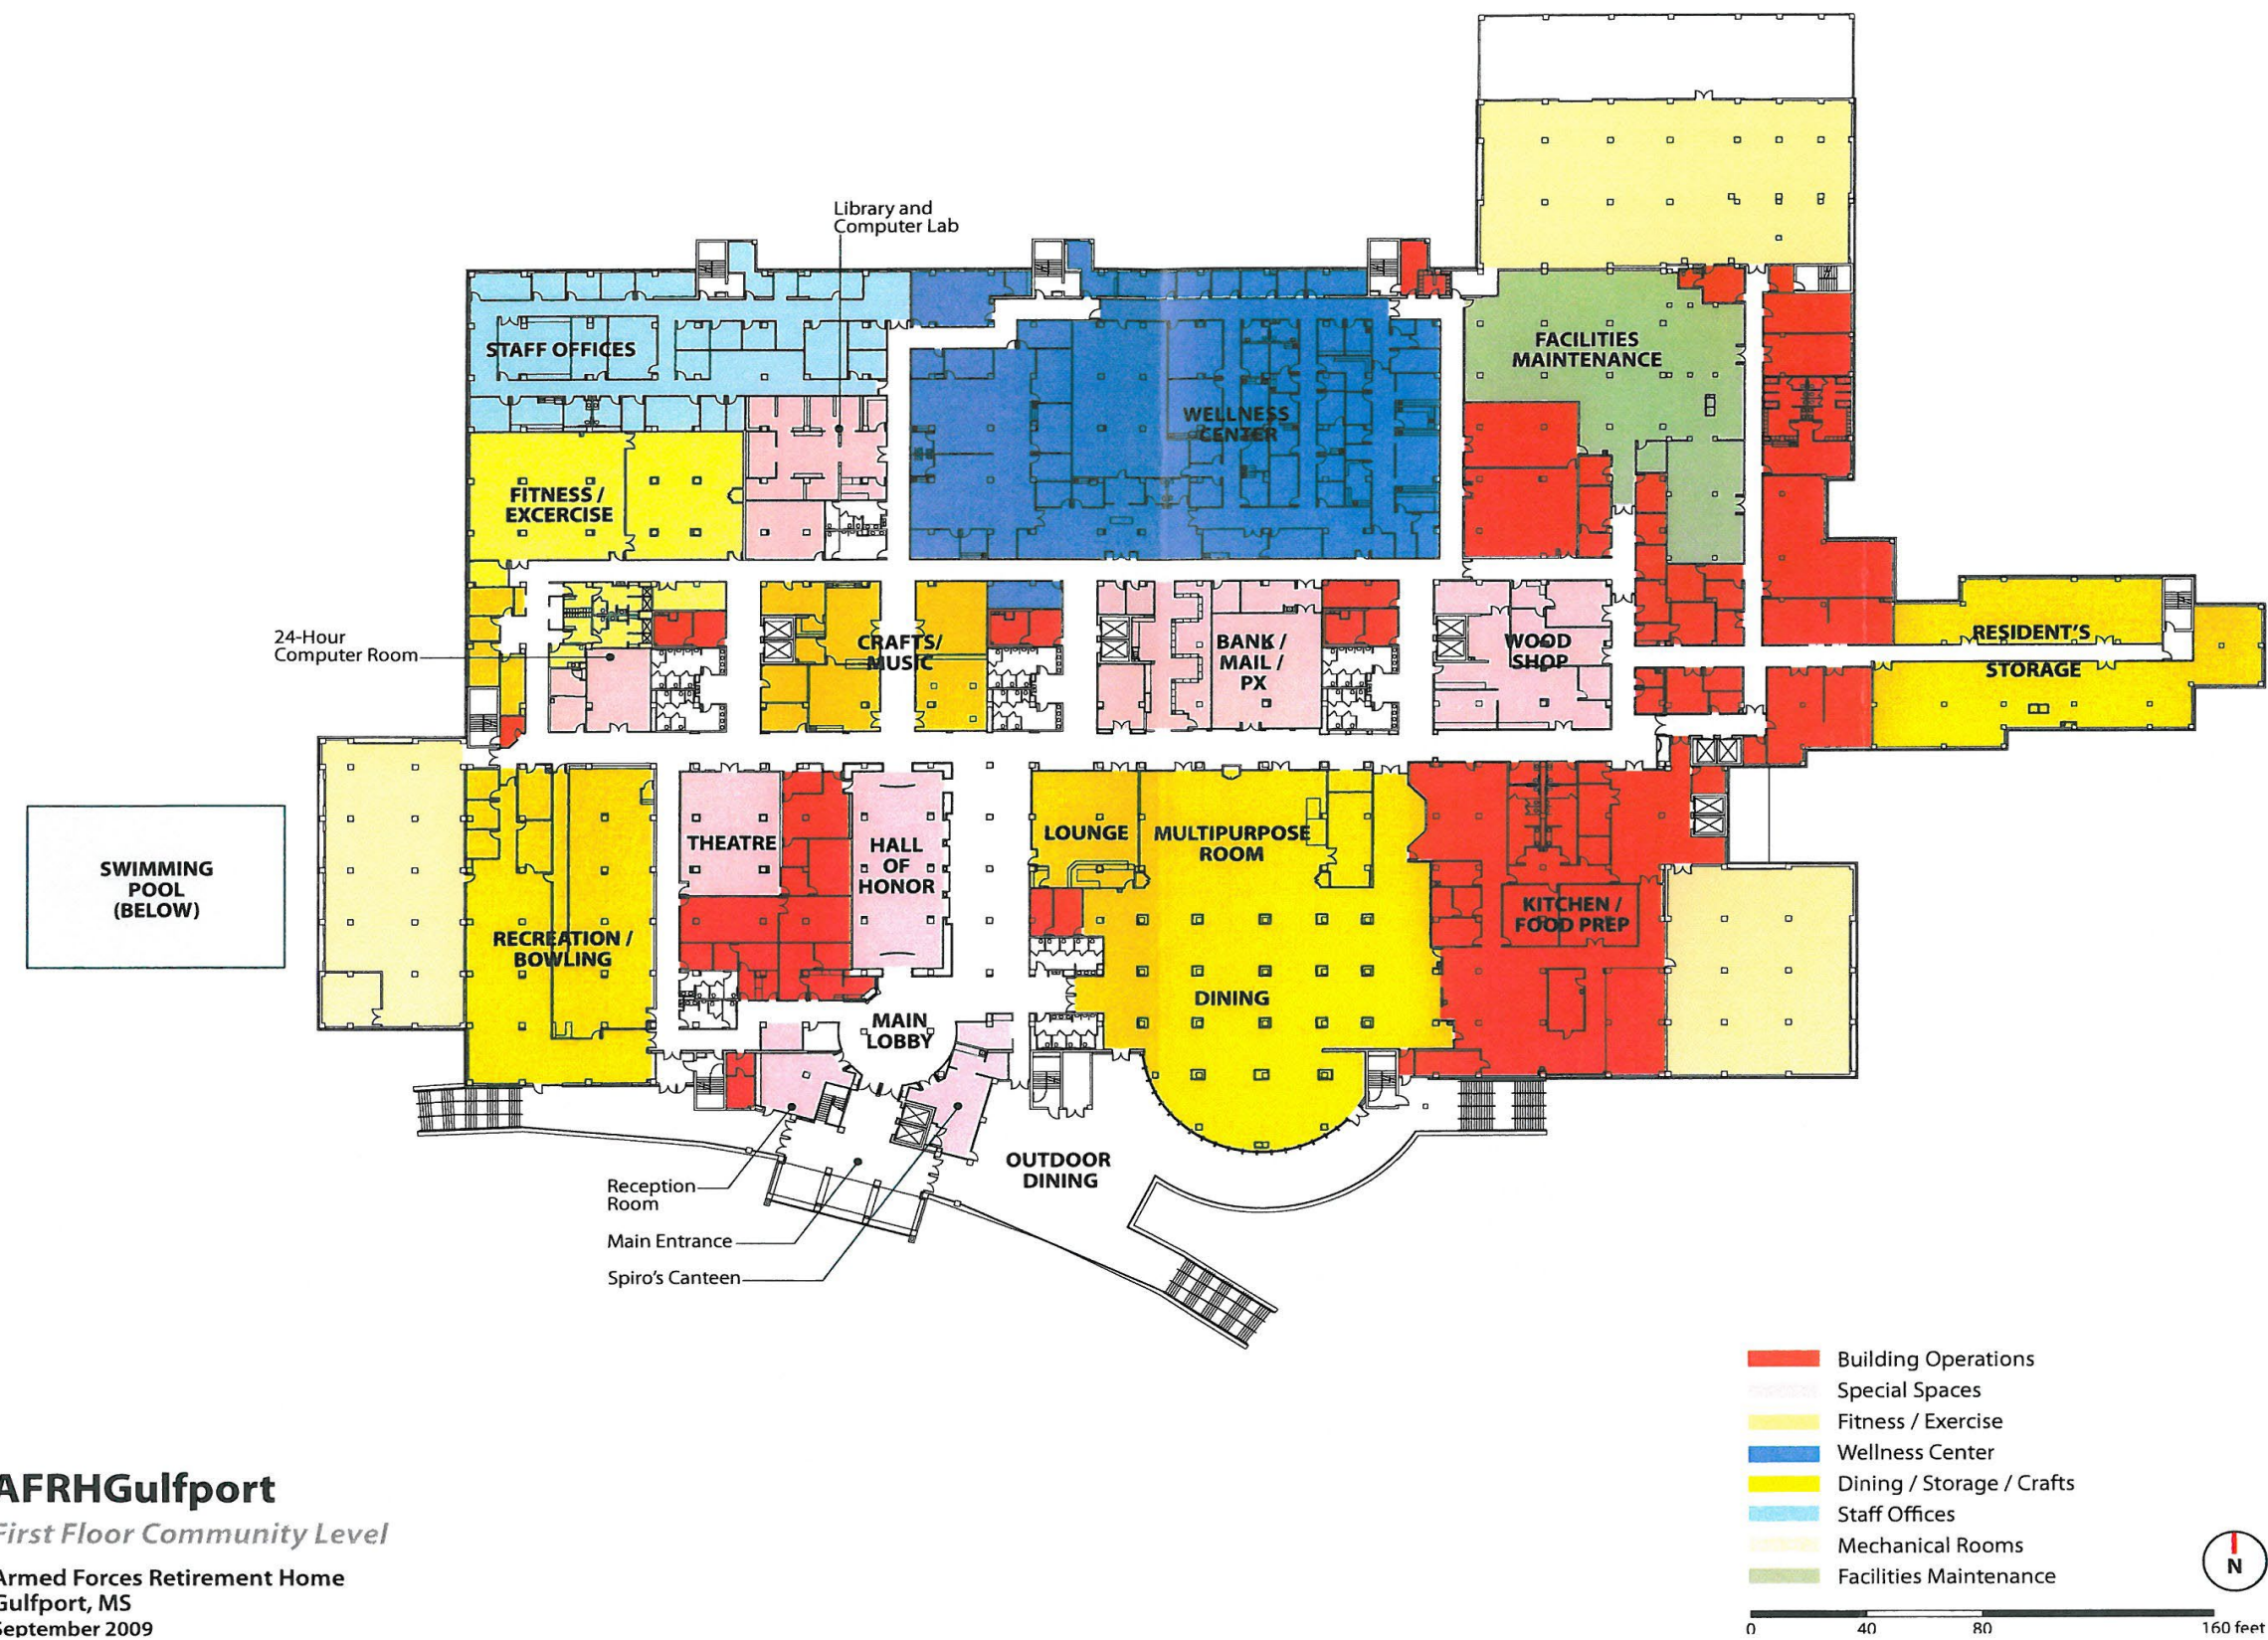 Library and
Computer Lab
STAFF OFFICES
FACILITIES
MAINTENANCE
WELLNESS
CENTER
FITNESS /
EXCERCISE
24-Hour
Computer Room
CRAFTS/
MUSIC
BANK /
MAIL /
PX
WOOD
SHOP
RESIDENT'S
STORAGE
SWIMMING
POOL
(BELOW)
RECREATION /
BOWLING
THEATRE
HALL
OF
HONOR
LOUNGE
MULTIPURPOSE
ROOM
KITCHEN /
FOOD PREP
DINING
MAIN
LOBBY
OUTDOOR
DINING
Reception
Room
Main Entrance
Spiro's Canteen
Building Operations
Special Spaces
Fitness / Exercise
Wellness Center
Dining / Storage / Crafts
Staff Offices
Mechanical Rooms
Facilities Maintenance
N
0 40 80 160 feet
AFRHGulfport
First Floor Community Level
Armed Forces Retirement Home
Gulfport, MS
September 2009